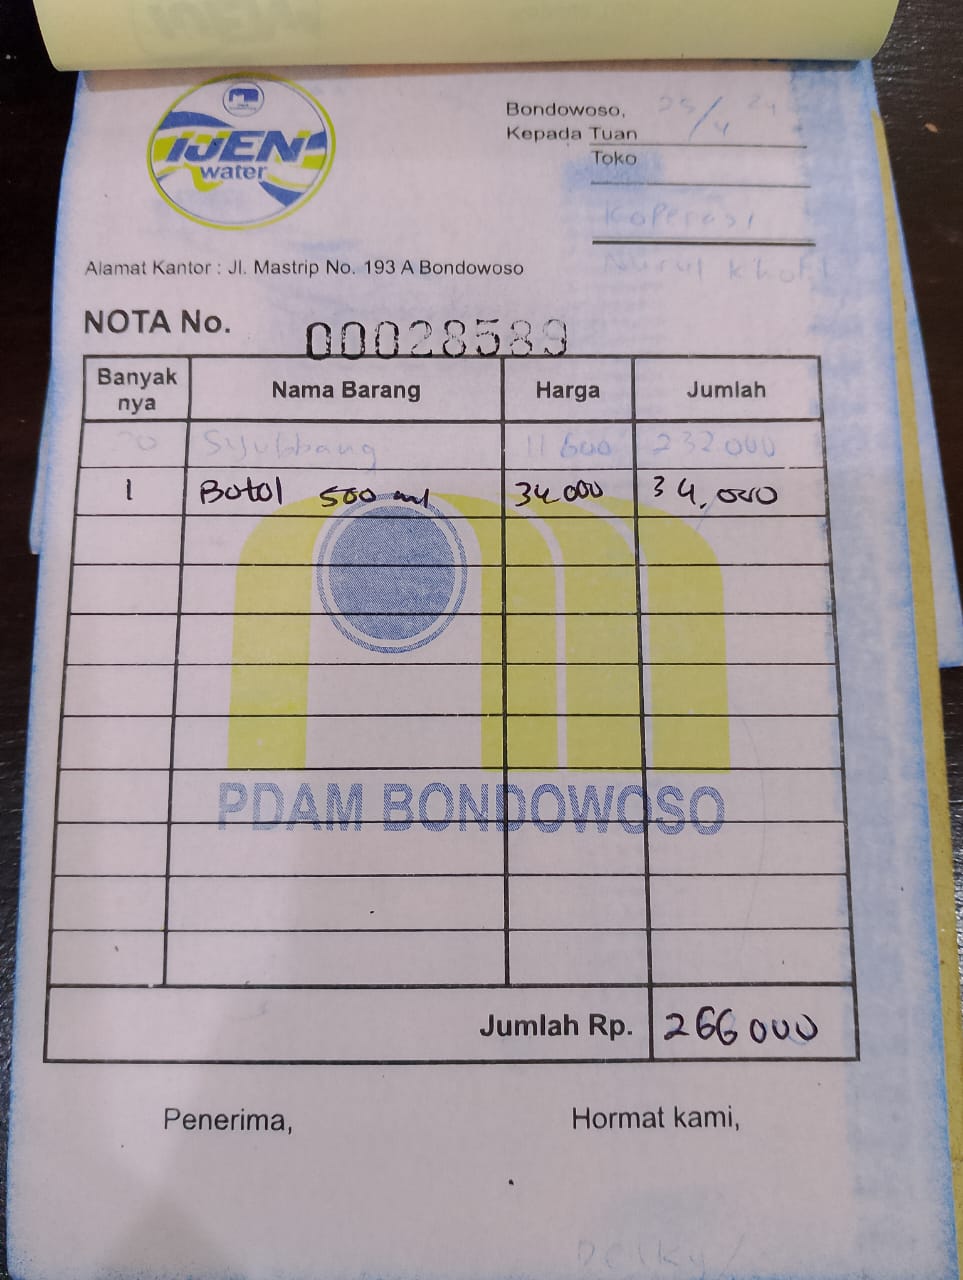 IJEN
water
Bondowoso, 25/4 24
Kepada Tuan
Toko
Koperasi
Nurul Khofi
Alamat Kantor : Jl. Mastrip No. 193 A Bondowoso
NOTA No. 00028589
Banyak nya Nama Barang Harga Jumlah
20 Syubbang 11 600 232.000
1 Botol 500 ml 34.000 34.000
PDAM BONDOWOSO
Jumlah Rp. 266 000
Penerima, Hormat kami,